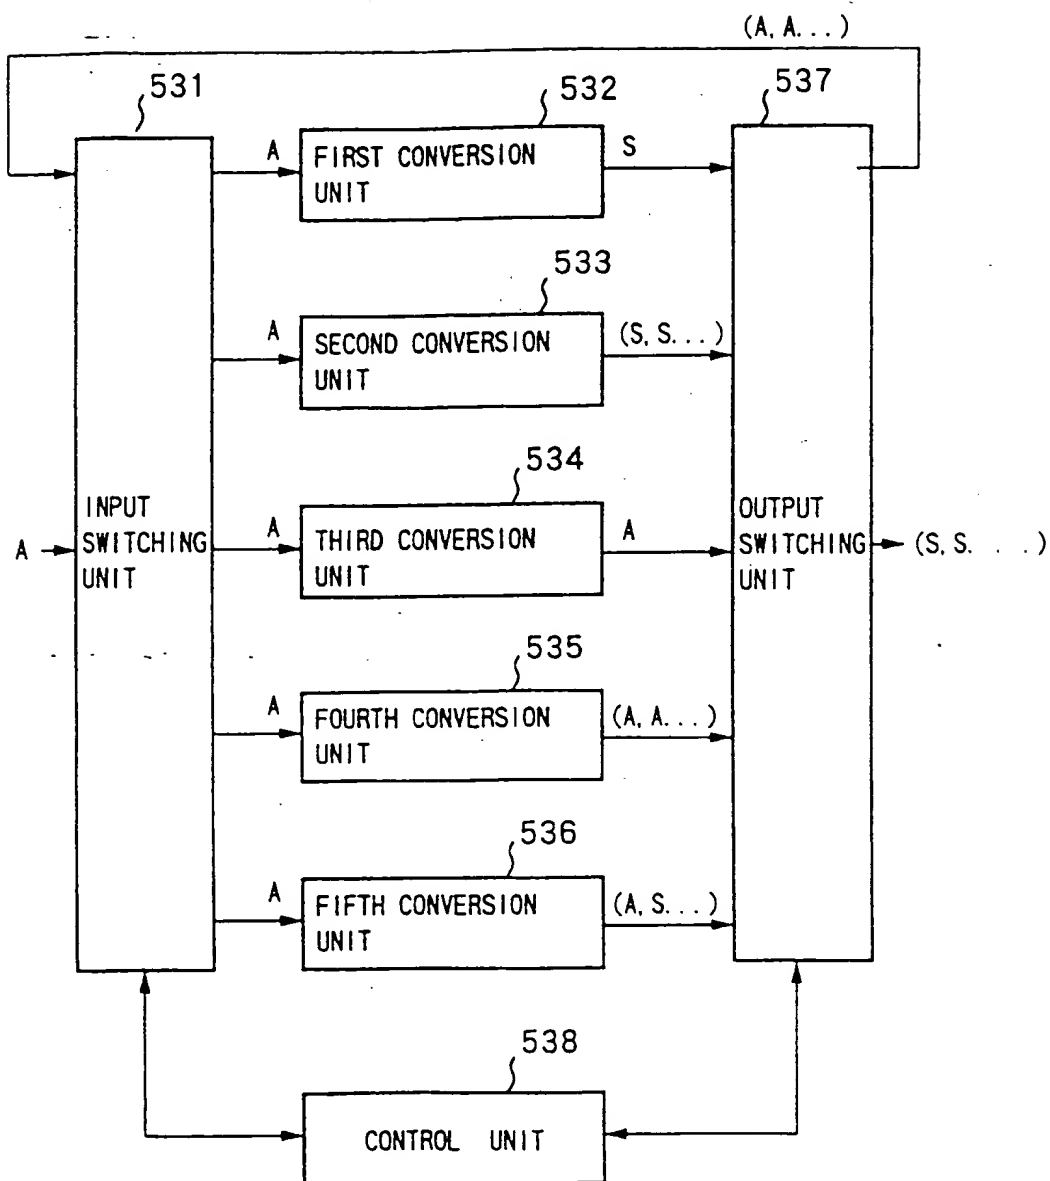 (A, A...)
531
532
537
A
FIRST CONVERSION
UNIT
S
533
A
SECOND CONVERSION
UNIT
(S, S...)
534
A
INPUT
SWITCHING
UNIT
A
THIRD CONVERSION
UNIT
A
OUTPUT
SWITCHING
UNIT
(S, S. . . .)
535
A
FOURTH CONVERSION
UNIT
(A, A...)
536
A
FIFTH CONVERSION
UNIT
(A, S...)
538
CONTROL UNIT